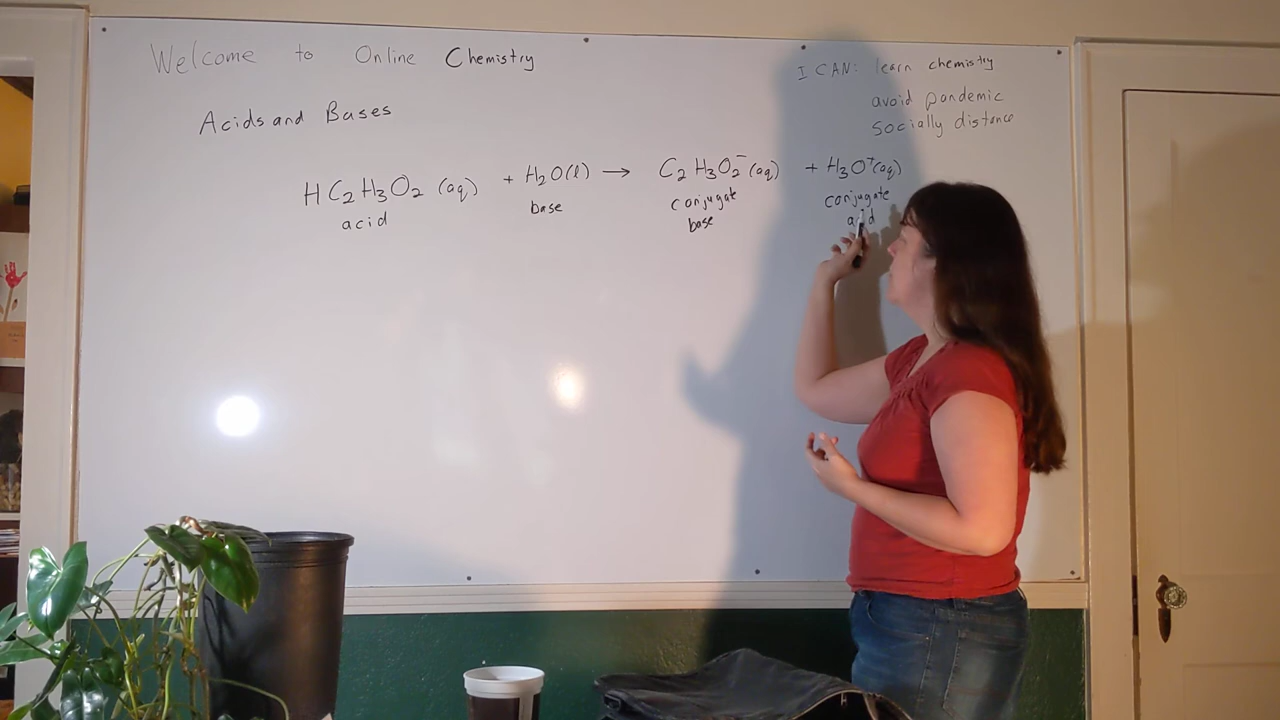 Welcome to Online Chemistry
I CAN: learn chemistry
avoid pandemic
socially distance
Acids and Bases
HC₂H₃O₂ (aq) + H₂O(l) → C₂H₃O₂⁻(aq) + H₃O⁺(aq)
acid base conjugate base conjugate acid